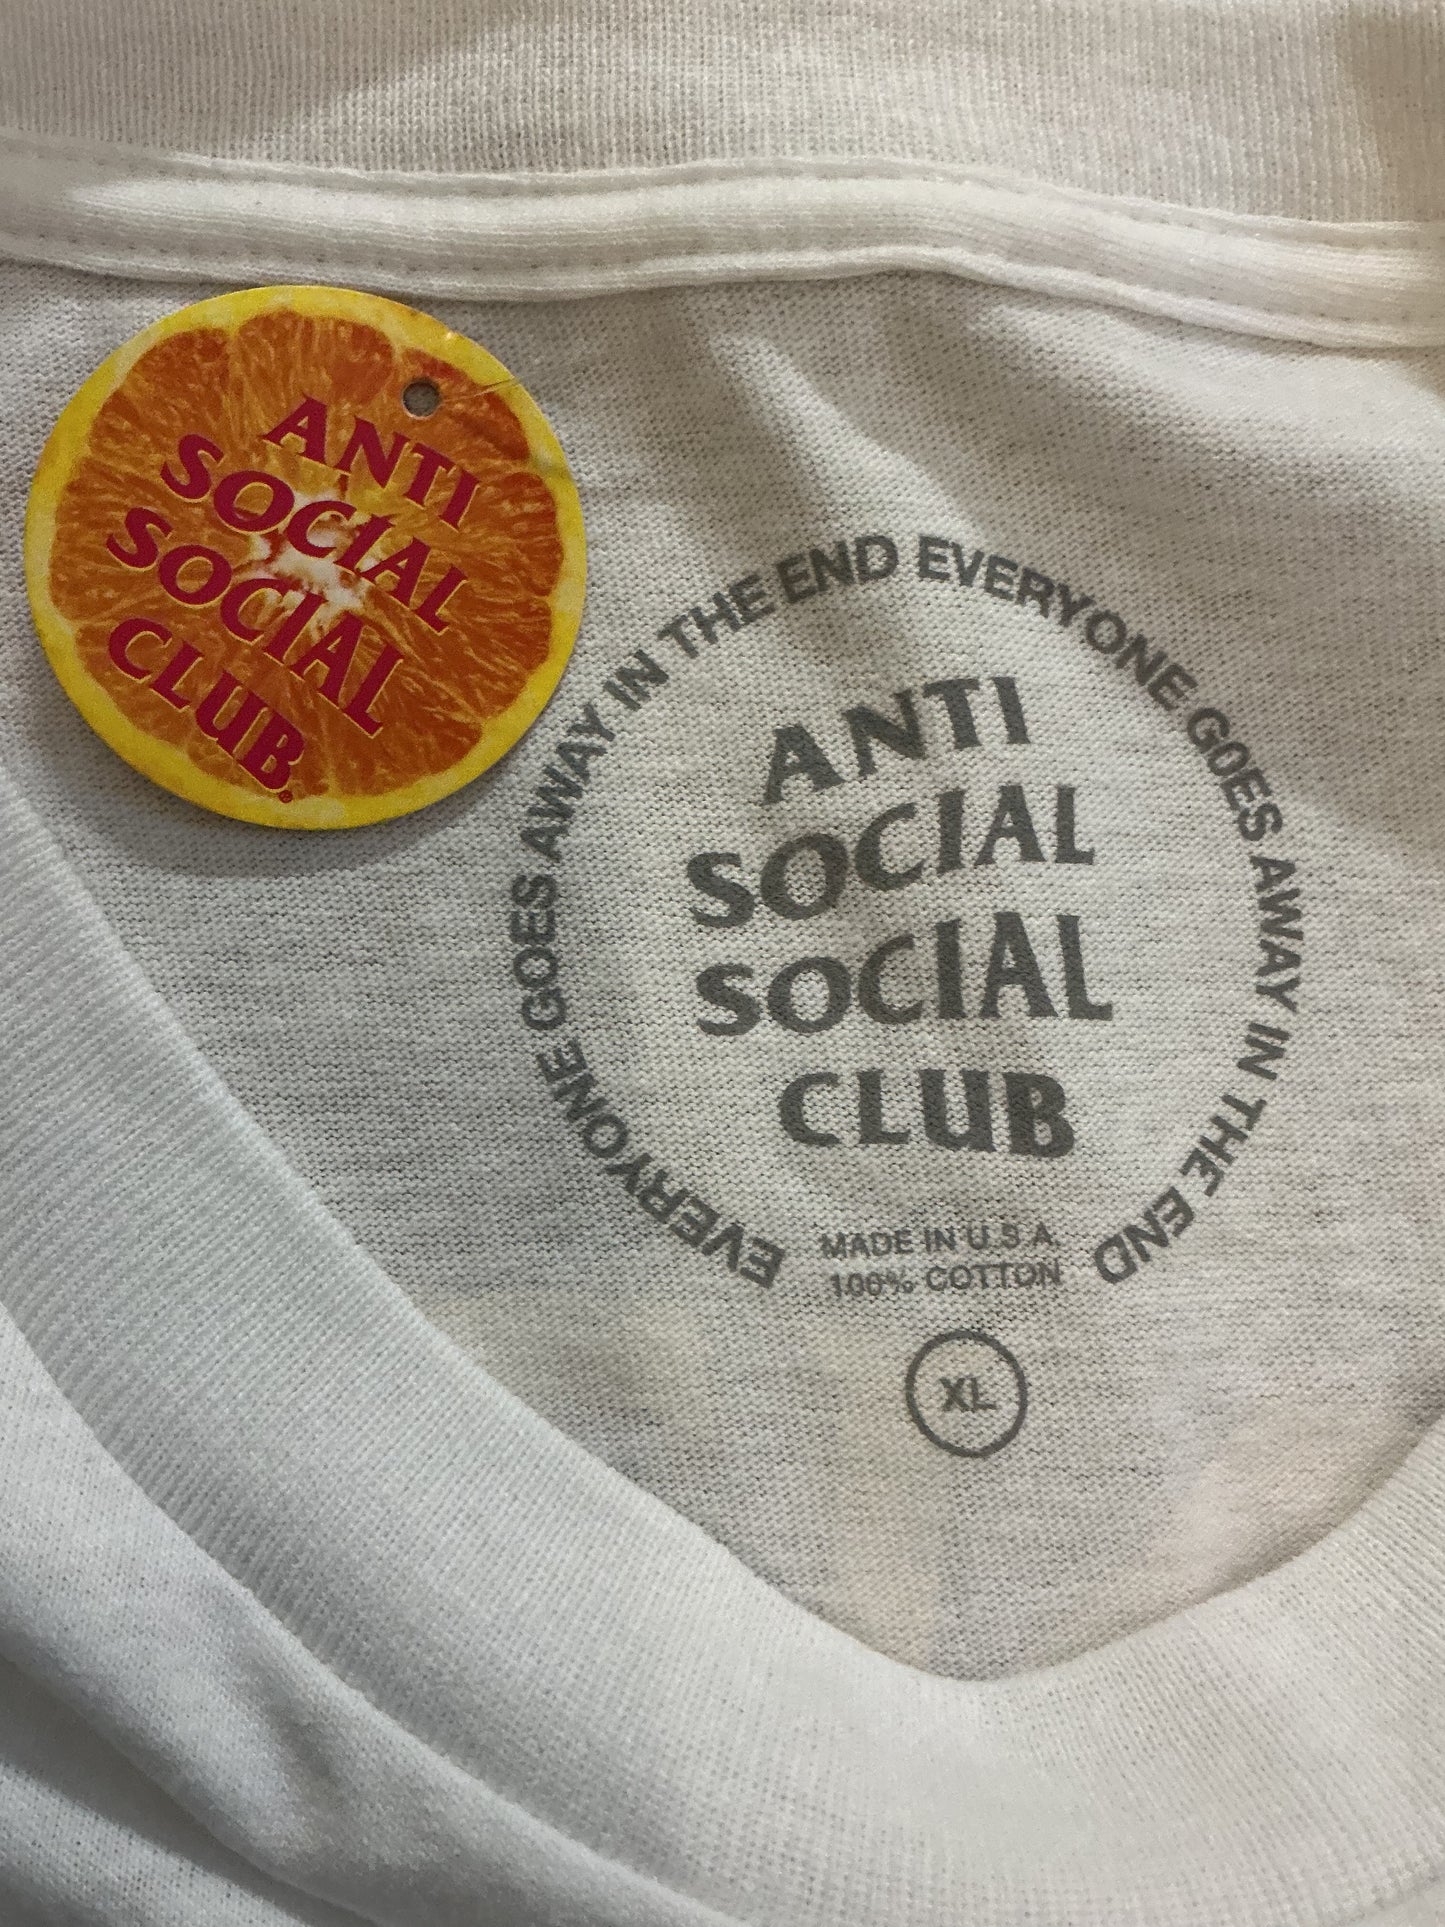 ANTI
SOCIAL
SOCIAL
CLUB®
EVERYONE GOES AWAY IN THE END EVERYONE GOES AWAY IN THE END
ANTI
SOCIAL
SOCIAL
CLUB
MADE IN U.S.A.
100% COTTON
XL